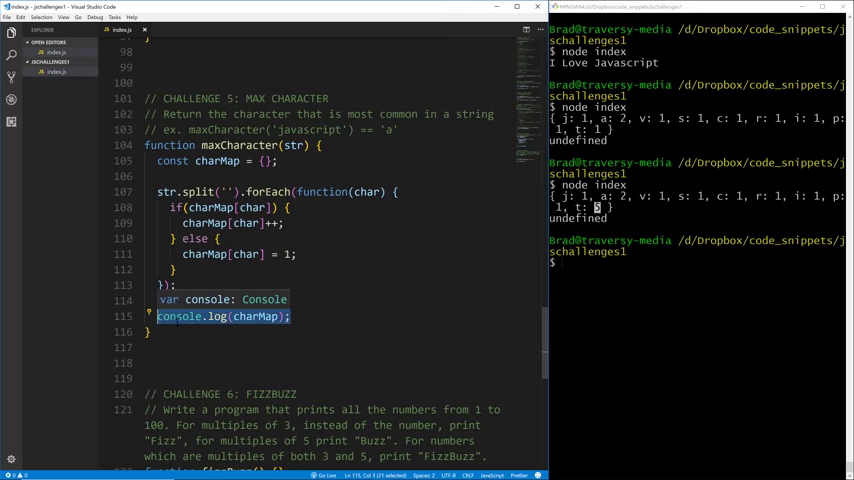 index.js - jschallenges1 - Visual Studio Code
File Edit Selection View Go Debug Tasks Help
EXPLORER
OPEN EDITORS
index.js
JSCHALLENGES1
index.js
index.js
97 }
98
99
100
101 // CHALLENGE 5: MAX CHARACTER
102 // Return the character that is most common in a string
103 // ex. maxCharacter('javascript') == 'a'
104 function maxCharacter(str) {
105 const charMap = {};
106
107 str.split('').forEach(function(char) {
108 if(charMap[char]) {
109 charMap[char]++;
110 } else {
111 charMap[char] = 1;
112 }
113 });
114 var console: Console
115 console.log(charMap);
116 }
117
118
119
120 // CHALLENGE 6: FIZZBUZZ
121 // Write a program that prints all the numbers from 1 to
100. For multiples of 3, instead of the number, print
"Fizz", for multiples of 5 print "Buzz". For numbers
which are multiples of both 3 and 5, print "FizzBuzz".
function fizzBuzz() {}
0 0
Go Live Ln 115, Col 3 (21 selected) Spaces: 2 UTF-8 CRLF JavaScript Prettier
MINGW64:/d/Dropbox/code_snippets/jschallenges1
Brad@traversy-media /d/Dropbox/code_snippets/j
schallenges1
$ node index
I Love Javascript
Brad@traversy-media /d/Dropbox/code_snippets/j
schallenges1
$ node index
{ j: 1, a: 2, v: 1, s: 1, c: 1, r: 1, i: 1, p:
1, t: 1 }
undefined
Brad@traversy-media /d/Dropbox/code_snippets/j
schallenges1
$ node index
{ j: 1, a: 2, v: 1, s: 1, c: 1, r: 1, i: 1, p:
1, t: 5 }
undefined
Brad@traversy-media /d/Dropbox/code_snippets/j
schallenges1
$